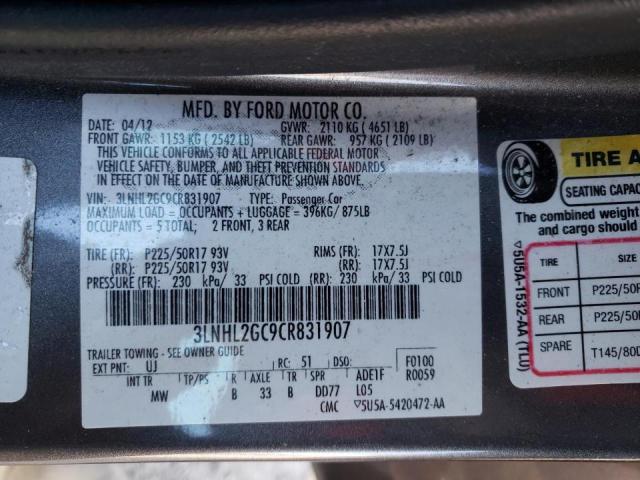 MFD. BY FORD MOTOR CO.
DATE: 04/12 GVWR: 2110 KG ( 4651 LB)
FRONT GAWR: 1153 KG ( 2542 LB) REAR GAWR: 957 KG ( 2109 LB)
THIS VEHICLE CONFORMS TO ALL APPLICABLE FEDERAL MOTOR
VEHICLE SAFETY, BUMPER, AND THEFT PREVENTION STANDARDS
IN EFFECT ON THE DATE OF MANUFACTURE SHOWN ABOVE.
VIN: 3LNHL2GC9CR831907 TYPE: Passenger Car
MAXIMUM LOAD = OCCUPANTS + LUGGAGE = 396KG/ 875LB
OCCUPANTS = 5 TOTAL: 2 FRONT, 3 REAR
TIRE (FR): P225/50R17 93V RIMS (FR): 17X7.5J
(RR): P225/50R17 93V (RR): 17X7.5J
PRESSURE (FR): 230 kPa/ 33 PSI COLD (RR): 230 kPa/ 33 PSI COLD
3LNHL2GC9CR831907
TRAILER TOWING - SEE OWNER GUIDE
EXT PNT: UJ RC: 51 DSO: F0100
INT TR TP/PS R AXLE TR SPR ADE1F R0059
MW B 33 B DD77 L05
CMC ▽5U5A-5420472-AA
TIRE A
SEATING CAPAC
The combined weight
and cargo should
▽5U5A-1532-AA (TL0)
TIRE SIZE
FRONT P225/50R
REAR P225/50R
SPARE T145/80D